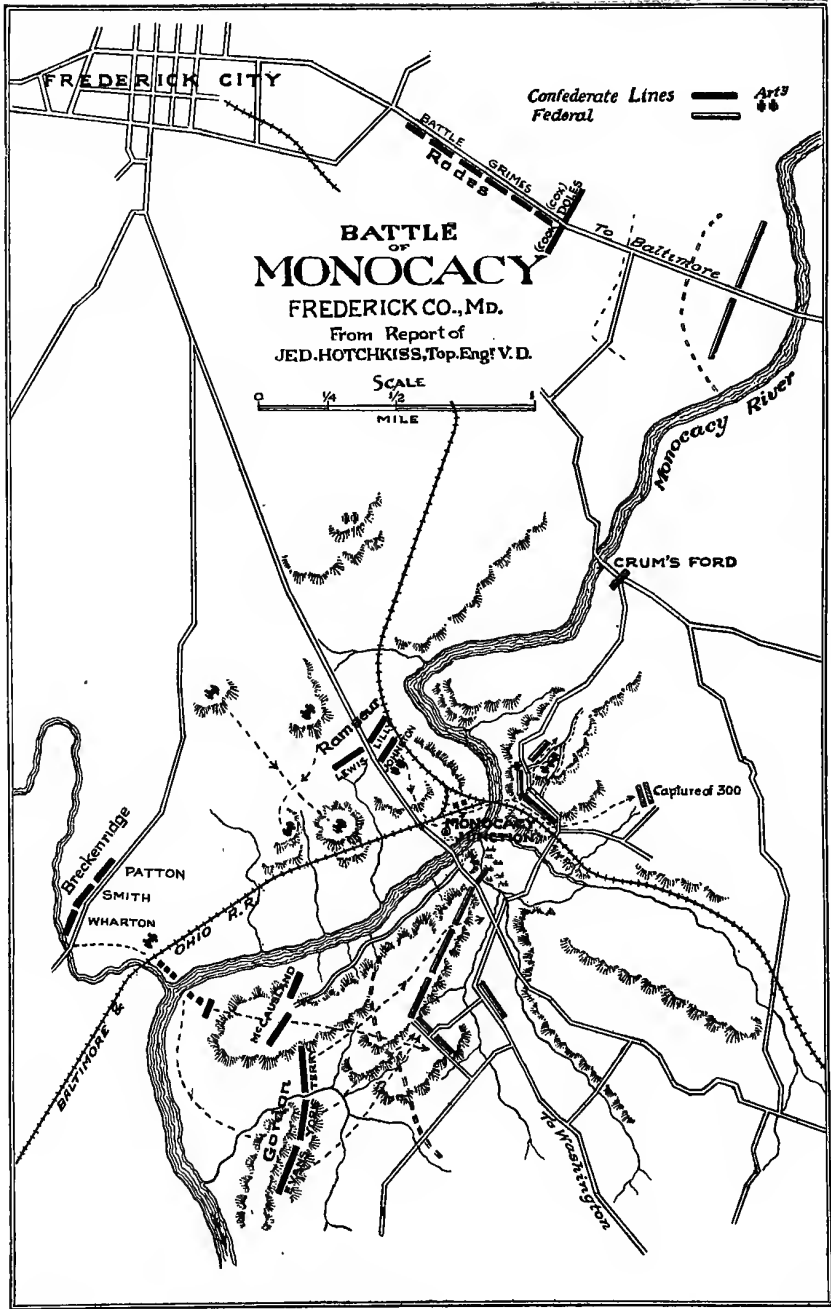 FREDERICK CITY
Confederate Lines
Arty
Federal
BATTLE GRIMES
Rodes
(COX)
DOLES
(COOK)
To Baltimore
BATTLE
OF
MONOCACY
FREDERICK CO., MD.
From Report of
JED. HOTCHKISS, Top. Engr. V. D.
SCALE
0 1/4 1/2 1
MILE
Monocacy River
CRUM'S FORD
Ramseur
LEWIS
LILLY
JOHNSTON
Capture of 300
MONOCACY
JUNCTION
Breckenridge
PATTON
SMITH
WHARTON
BALTIMORE & OHIO R.R.
McCAUSLAND
Gordon
TERRY
YORK
EVANS
To Washington